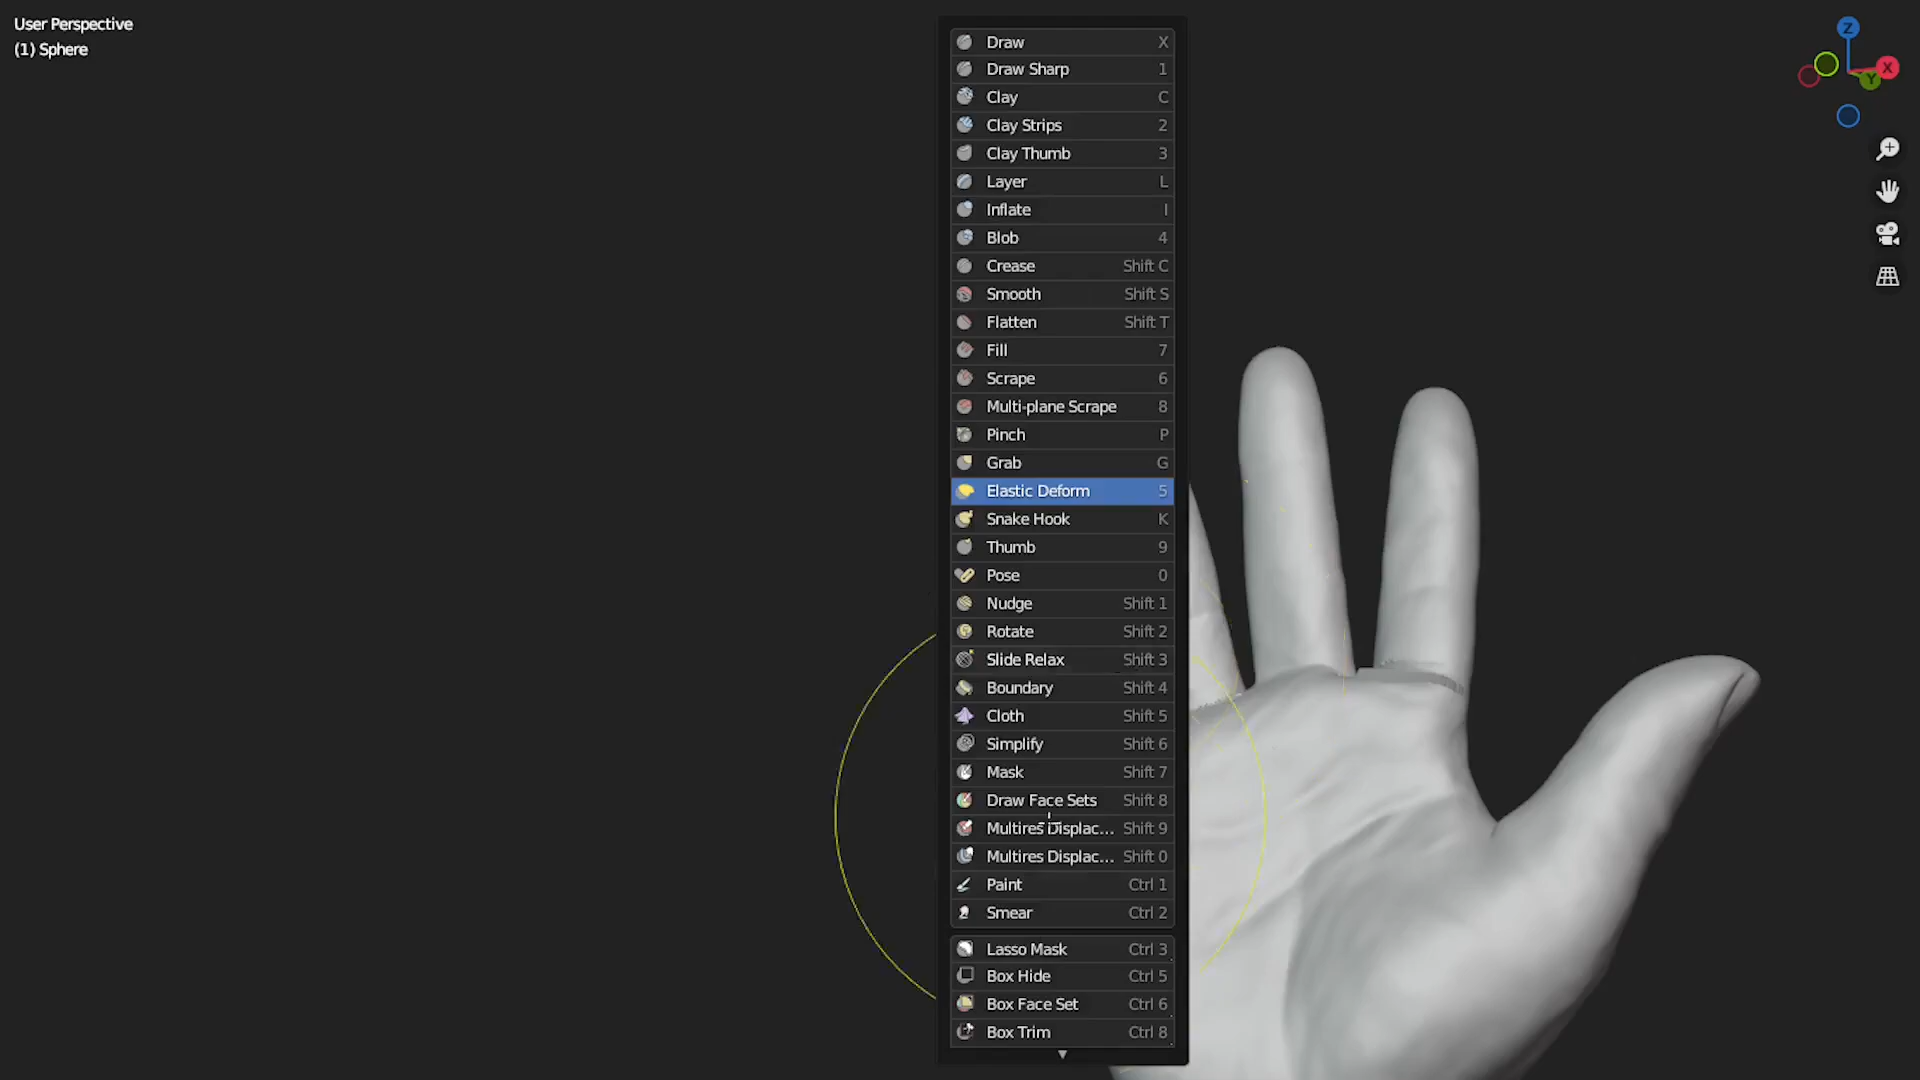 User Perspective
(1) Sphere
Z
X
Y
Draw X
Draw Sharp 1
Clay C
Clay Strips 2
Clay Thumb 3
Layer L
Inflate I
Blob 4
Crease Shift C
Smooth Shift S
Flatten Shift T
Fill 7
Scrape 6
Multi-plane Scrape 8
Pinch P
Grab G
Elastic Deform 5
Snake Hook K
Thumb 9
Pose 0
Nudge Shift 1
Rotate Shift 2
Slide Relax Shift 3
Boundary Shift 4
Cloth Shift 5
Simplify Shift 6
Mask Shift 7
Draw Face Sets Shift 8
Multires Displac... Shift 9
Multires Displac... Shift 0
Paint Ctrl 1
Smear Ctrl 2
Lasso Mask Ctrl 3
Box Hide Ctrl 5
Box Face Set Ctrl 6
Box Trim Ctrl 8